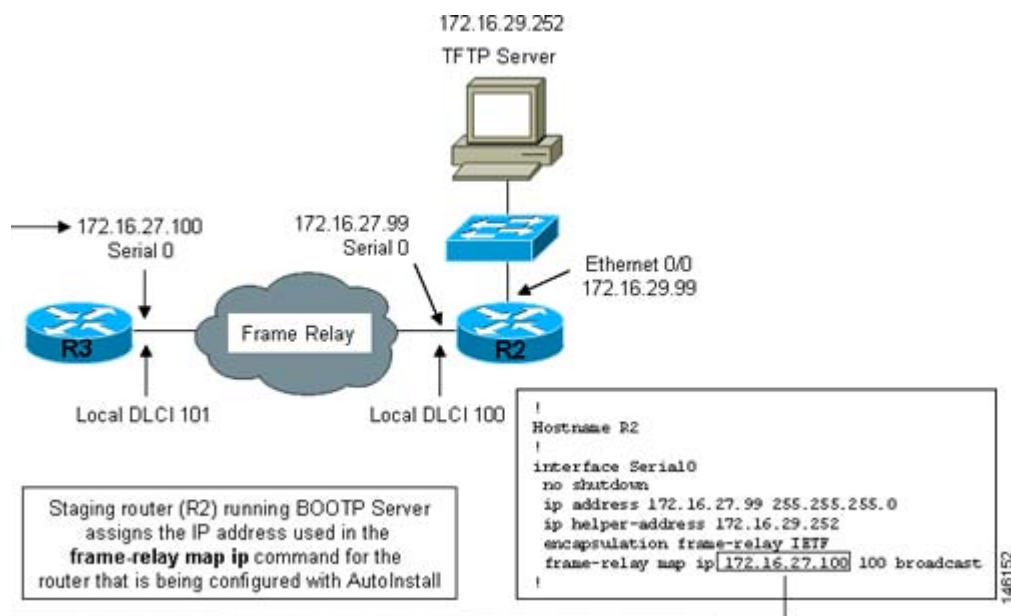 172.16.29.252
TFTP Server
172.16.27.100
Serial 0
172.16.27.99
Serial 0
Ethernet 0/0
172.16.29.99
R3
Frame Relay
R2
Local DLCI 101
Local DLCI 100
Staging router (R2) running BOOTP Server
assigns the IP address used in the
frame-relay map ip command for the
router that is being configured with AutoInstall
!
Hostname R2
!
interface Serial0
no shutdown
ip address 172.16.27.99 255.255.255.0
ip helper-address 172.16.29.252
encapsulation frame-relay IETF
frame-relay map ip 172.16.27.100 100 broadcast
!
146152